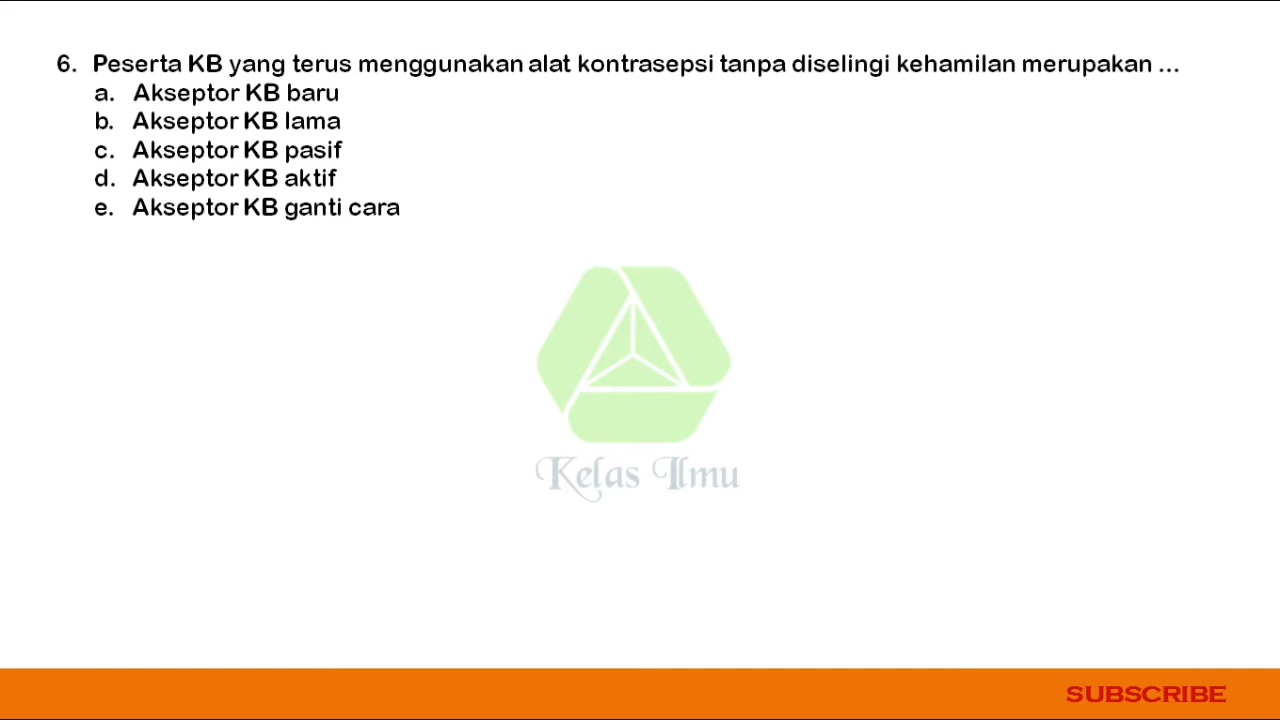 6. Peserta KB yang terus menggunakan alat kontrasepsi tanpa diselingi kehamilan merupakan ...
a. Akseptor KB baru
b. Akseptor KB lama
c. Akseptor KB pasif
d. Akseptor KB aktif
e. Akseptor KB ganti cara
Kelas Ilmu
SUBSCRIBE